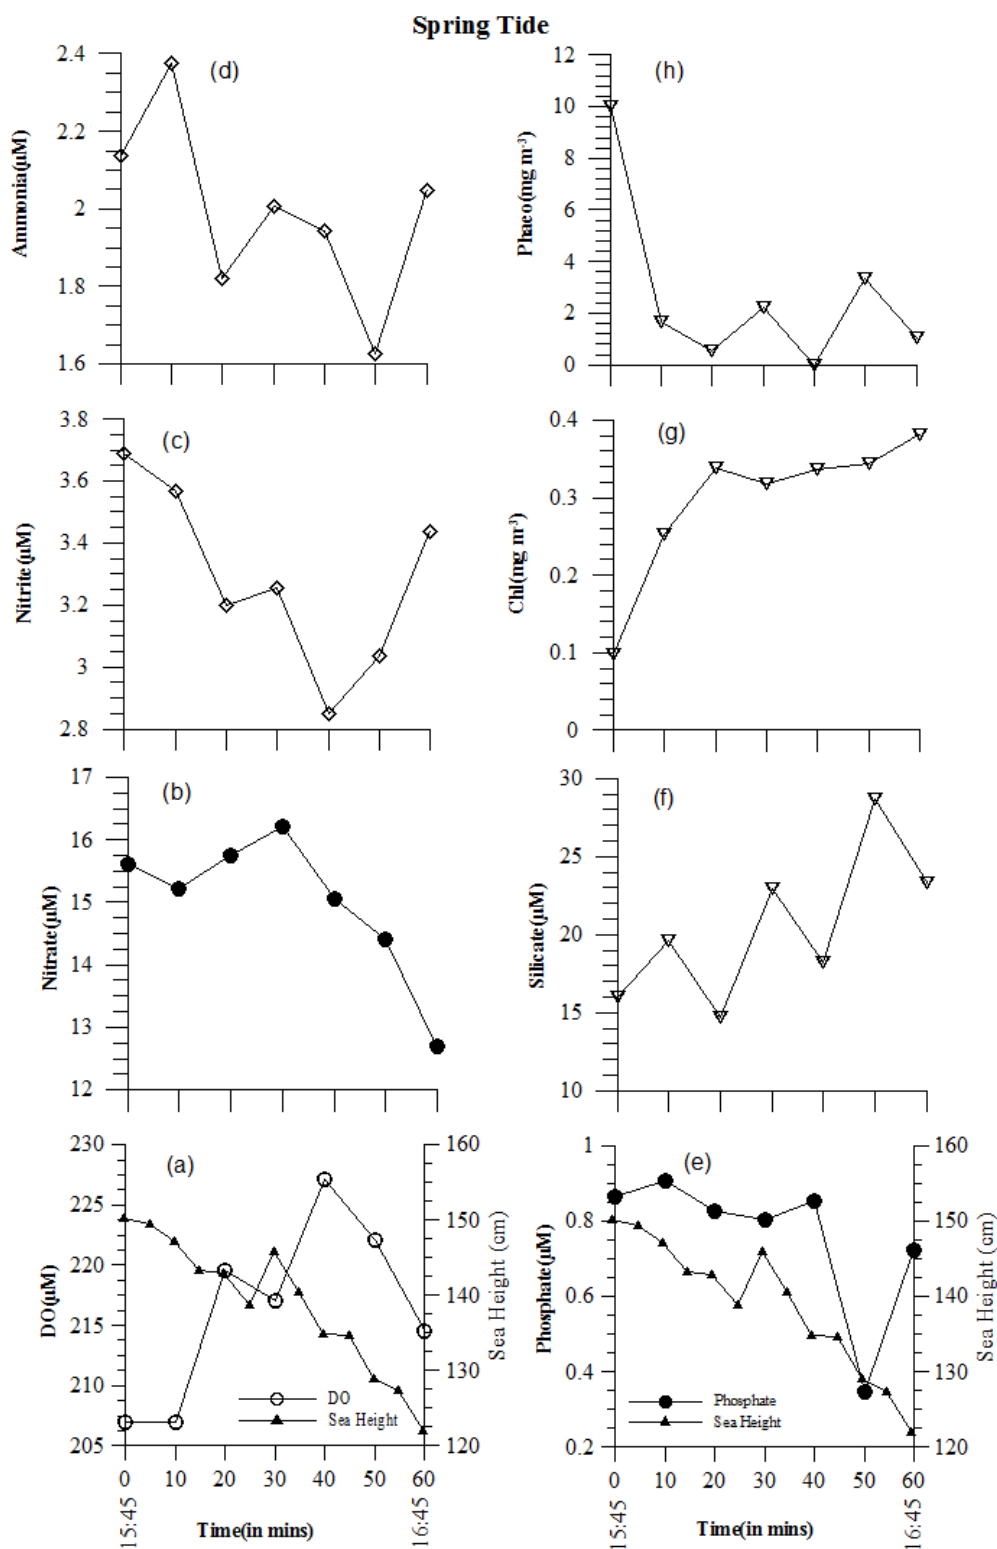 Spring Tide
(d)
2.4
2.2
2
1.8
1.6
Ammonia(µM)
(h)
12
10
8
6
4
2
0
Phaeo(mg m-3)
(c)
3.8
3.6
3.4
3.2
3
2.8
Nitrite(µM)
(g)
0.4
0.3
0.2
0.1
0
Chl(mg m-3)
(b)
17
16
15
14
13
12
Nitrate(µM)
(f)
30
25
20
15
10
Silicate(µM)
(a)
230
225
220
215
210
205
DO(µM)
160
150
140
130
120
Sea Height (cm)
DO
Sea Height
0 10 20 30 40 50 60
15:45 Time(in mins) 16:45
(e)
1
0.8
0.6
0.4
0.2
Phosphate(µM)
160
150
140
130
120
Sea Height (cm)
Phosphate
Sea Height
0 10 20 30 40 50 60
15:45 Time(in mins) 16:45